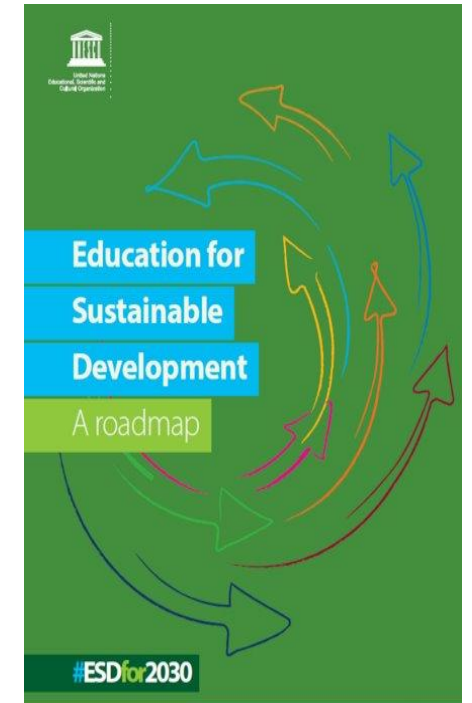 United Nations
Educational, Scientific and
Cultural Organization
Education for
Sustainable
Development
A roadmap
#ESDfor2030